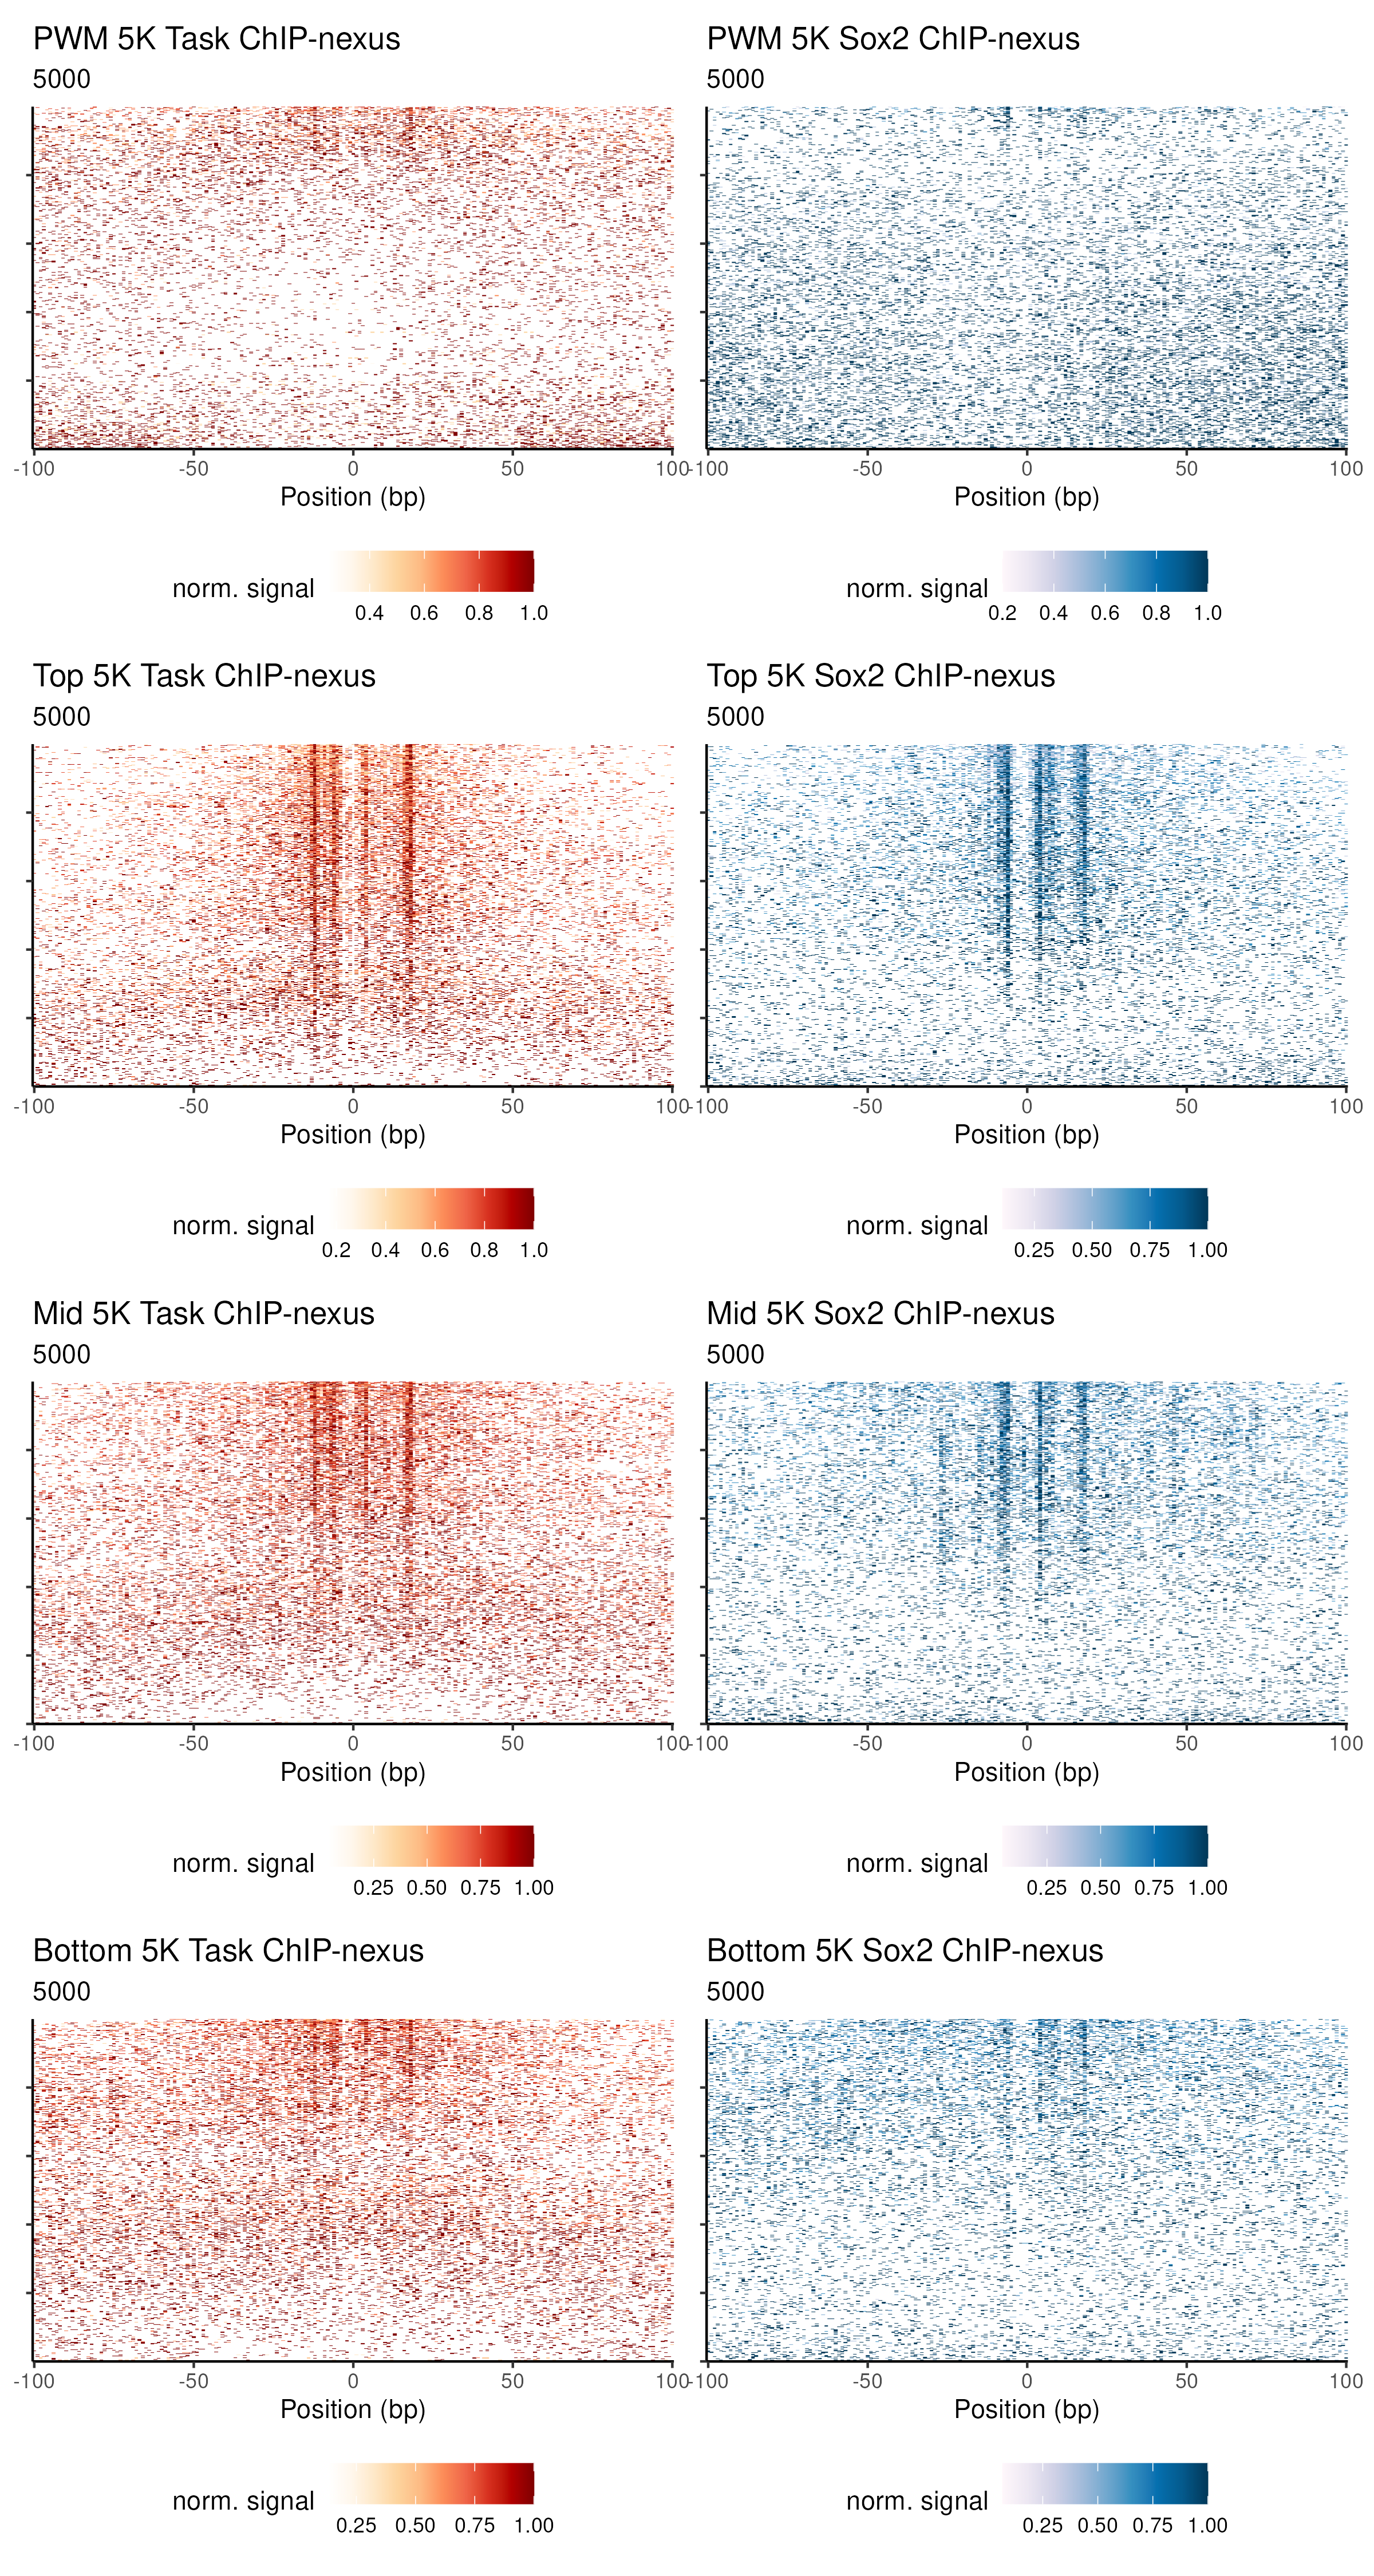 PWM 5K Task ChIP-nexus
5000
-100 -50 0 50 100
Position (bp)
norm. signal
0.4 0.6 0.8 1.0
PWM 5K Sox2 ChIP-nexus
5000
-100 -50 0 50 100
Position (bp)
norm. signal
0.2 0.4 0.6 0.8 1.0
Top 5K Task ChIP-nexus
5000
-100 -50 0 50 100
Position (bp)
norm. signal
0.2 0.4 0.6 0.8 1.0
Top 5K Sox2 ChIP-nexus
5000
-100 -50 0 50 100
Position (bp)
norm. signal
0.25 0.50 0.75 1.00
Mid 5K Task ChIP-nexus
5000
-100 -50 0 50 100
Position (bp)
norm. signal
0.25 0.50 0.75 1.00
Mid 5K Sox2 ChIP-nexus
5000
-100 -50 0 50 100
Position (bp)
norm. signal
0.25 0.50 0.75 1.00
Bottom 5K Task ChIP-nexus
5000
-100 -50 0 50 100
Position (bp)
norm. signal
0.25 0.50 0.75 1.00
Bottom 5K Sox2 ChIP-nexus
5000
-100 -50 0 50 100
Position (bp)
norm. signal
0.25 0.50 0.75 1.00